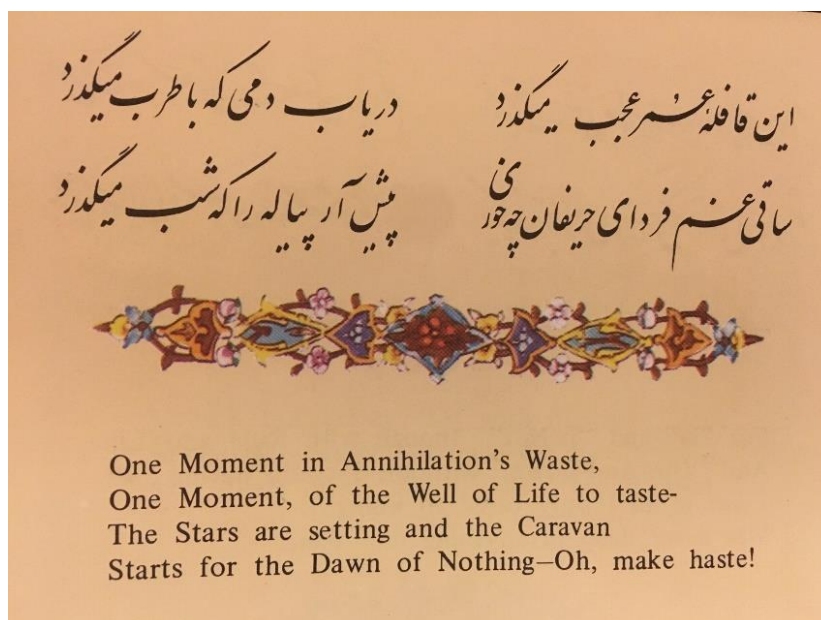 این قافلهٔ عمر عجب میگذرد
دریاب دمی که با طرب میگذرد
ساقی غم فردای حریفان چه خوری
پیش آر پیاله را که شب میگذرد
One Moment in Annihilation's Waste,
One Moment, of the Well of Life to taste-
The Stars are setting and the Caravan
Starts for the Dawn of Nothing—Oh, make haste!